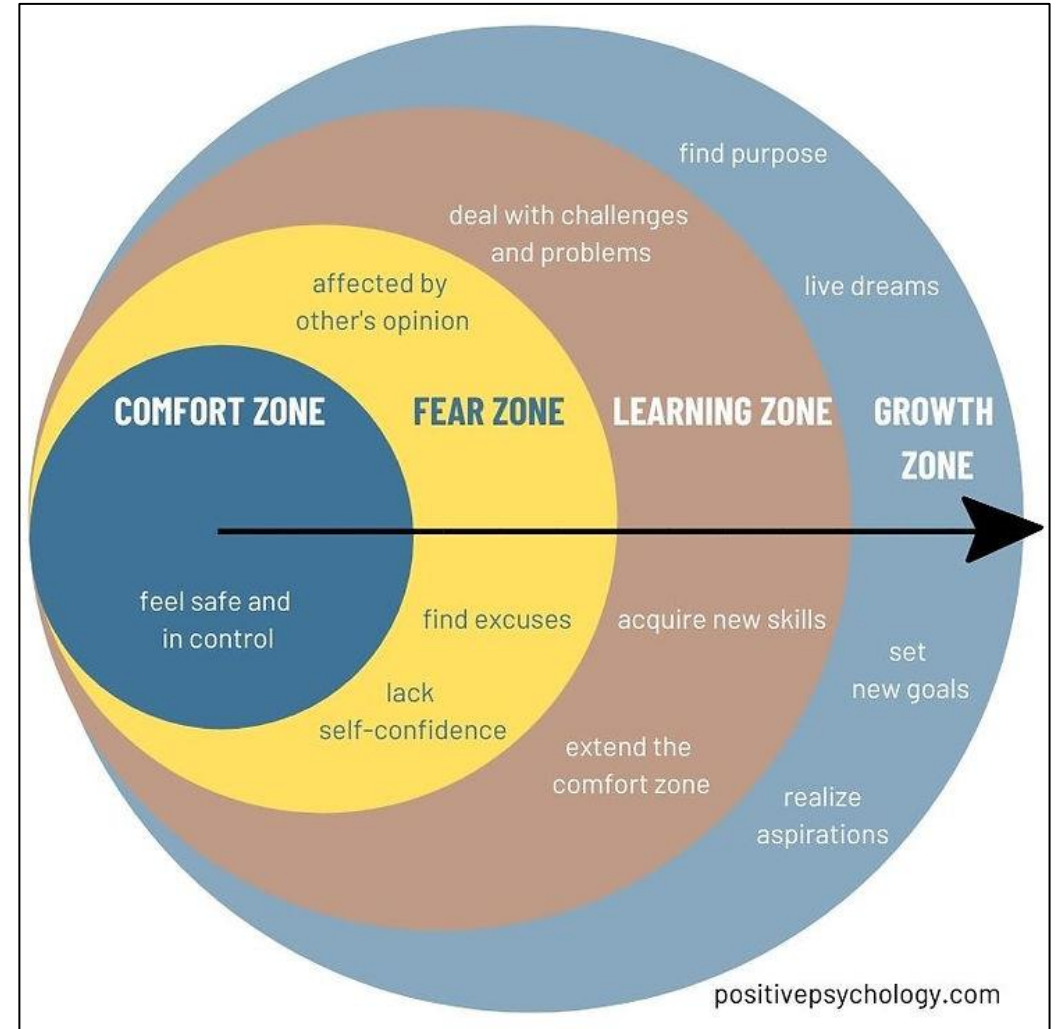 find purpose
deal with challenges
and problems
affected by
other's opinion
live dreams
COMFORT ZONE
FEAR ZONE
LEARNING ZONE
GROWTH
ZONE
feel safe and
in control
find excuses
acquire new skills
set
new goals
lack
self-confidence
extend the
comfort zone
realize
aspirations
positivepsychology.com